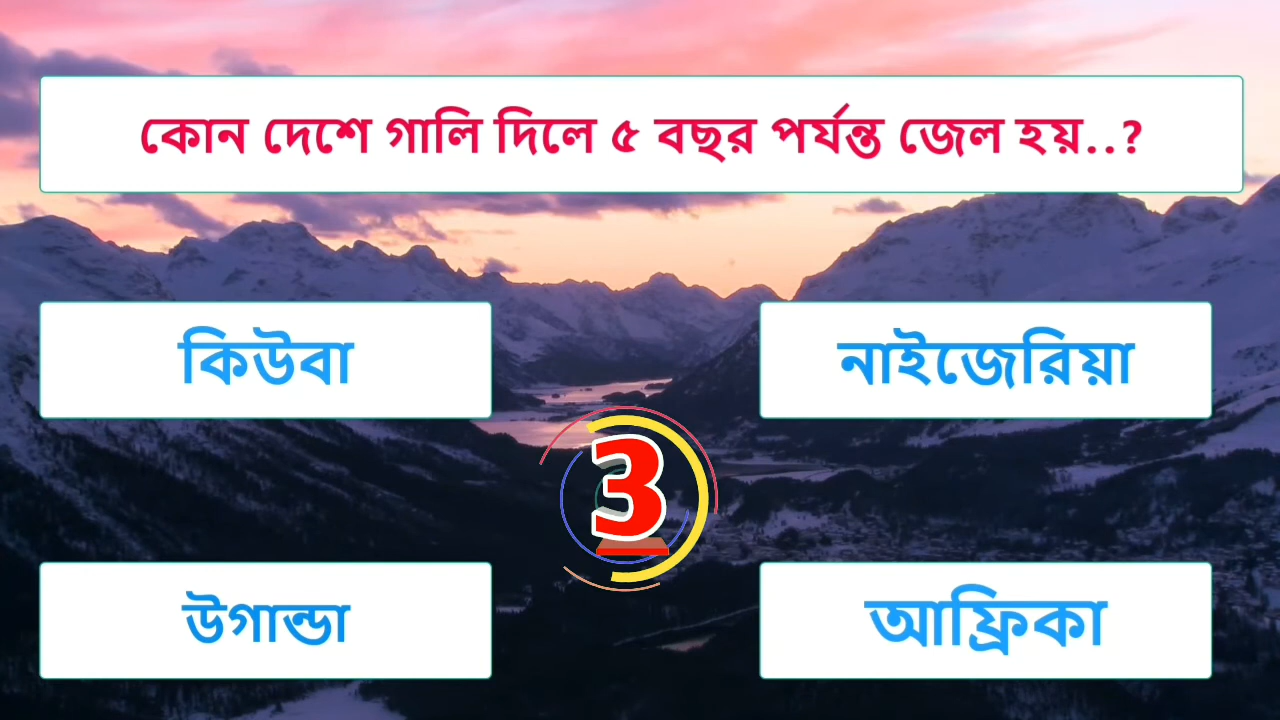 কোন দেশে গালি দিলে ৫ বছর পর্যন্ত জেল হয়..?
কিউবা
নাইজেরিয়া
3
উগান্ডা
আফ্রিকা